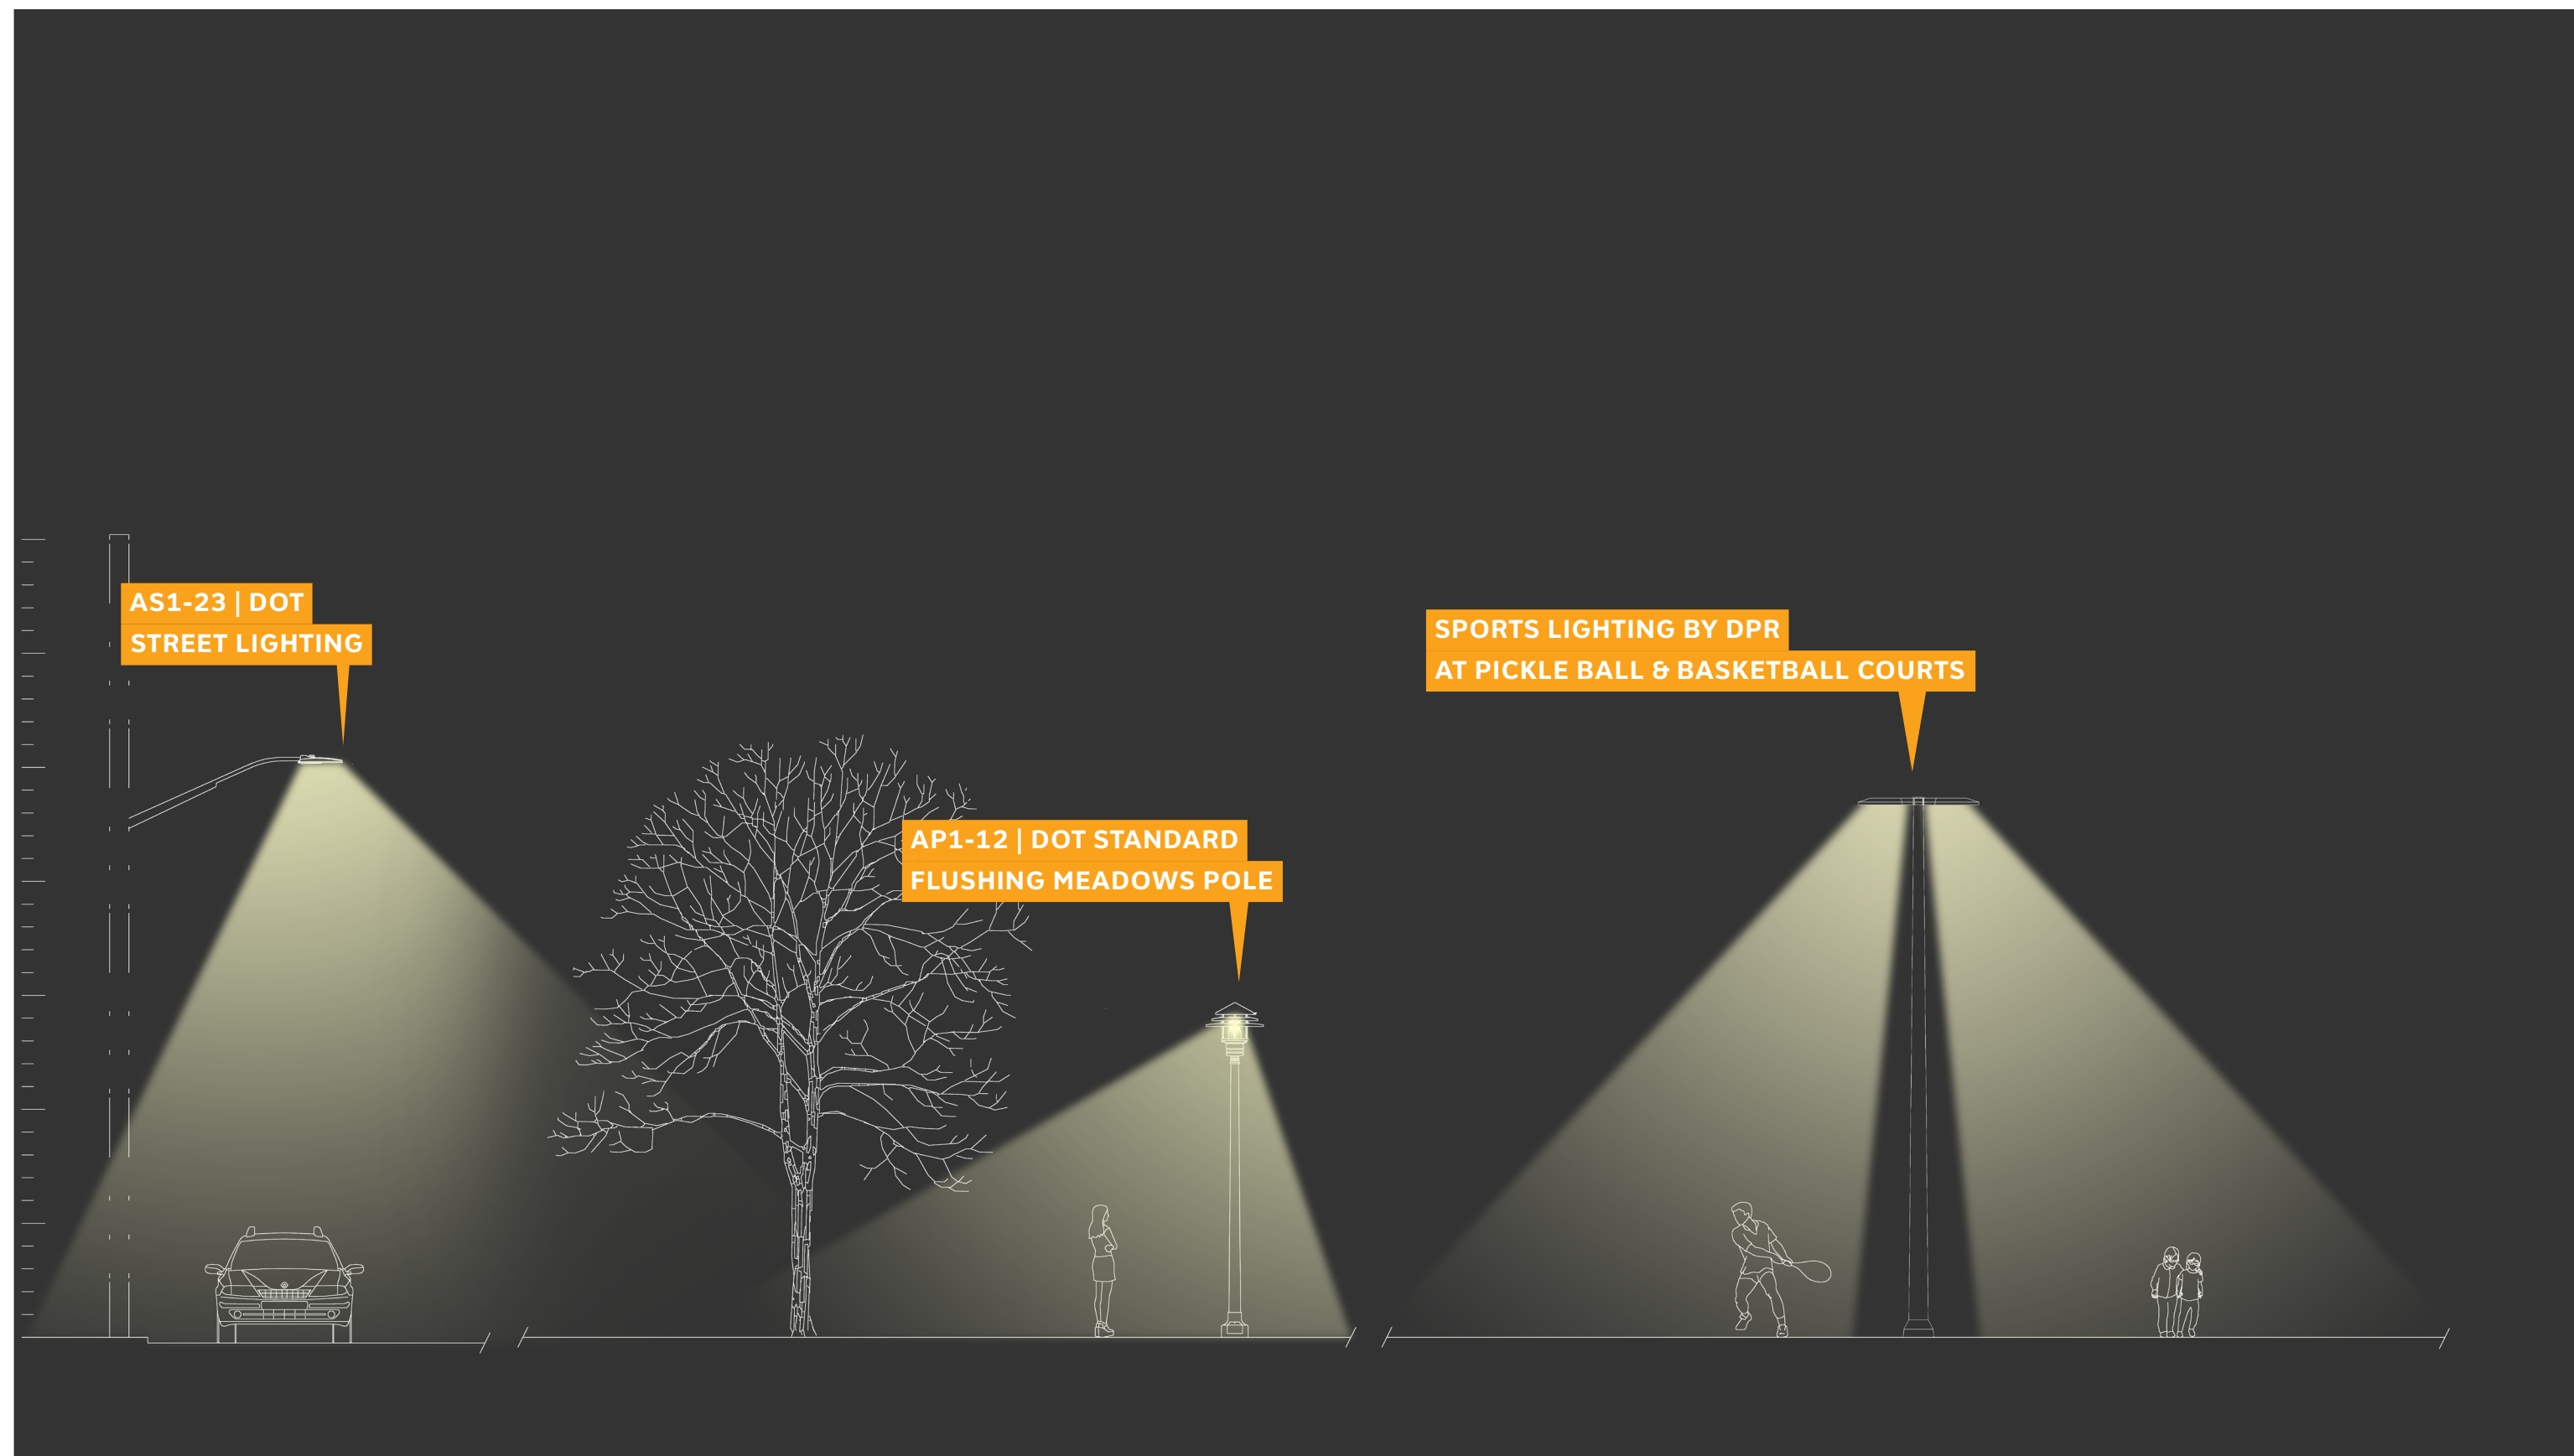 AS1-23 | DOT
STREET LIGHTING
SPORTS LIGHTING BY DPR
AT PICKLE BALL & BASKETBALL COURTS
AP1-12 | DOT STANDARD
FLUSHING MEADOWS POLE